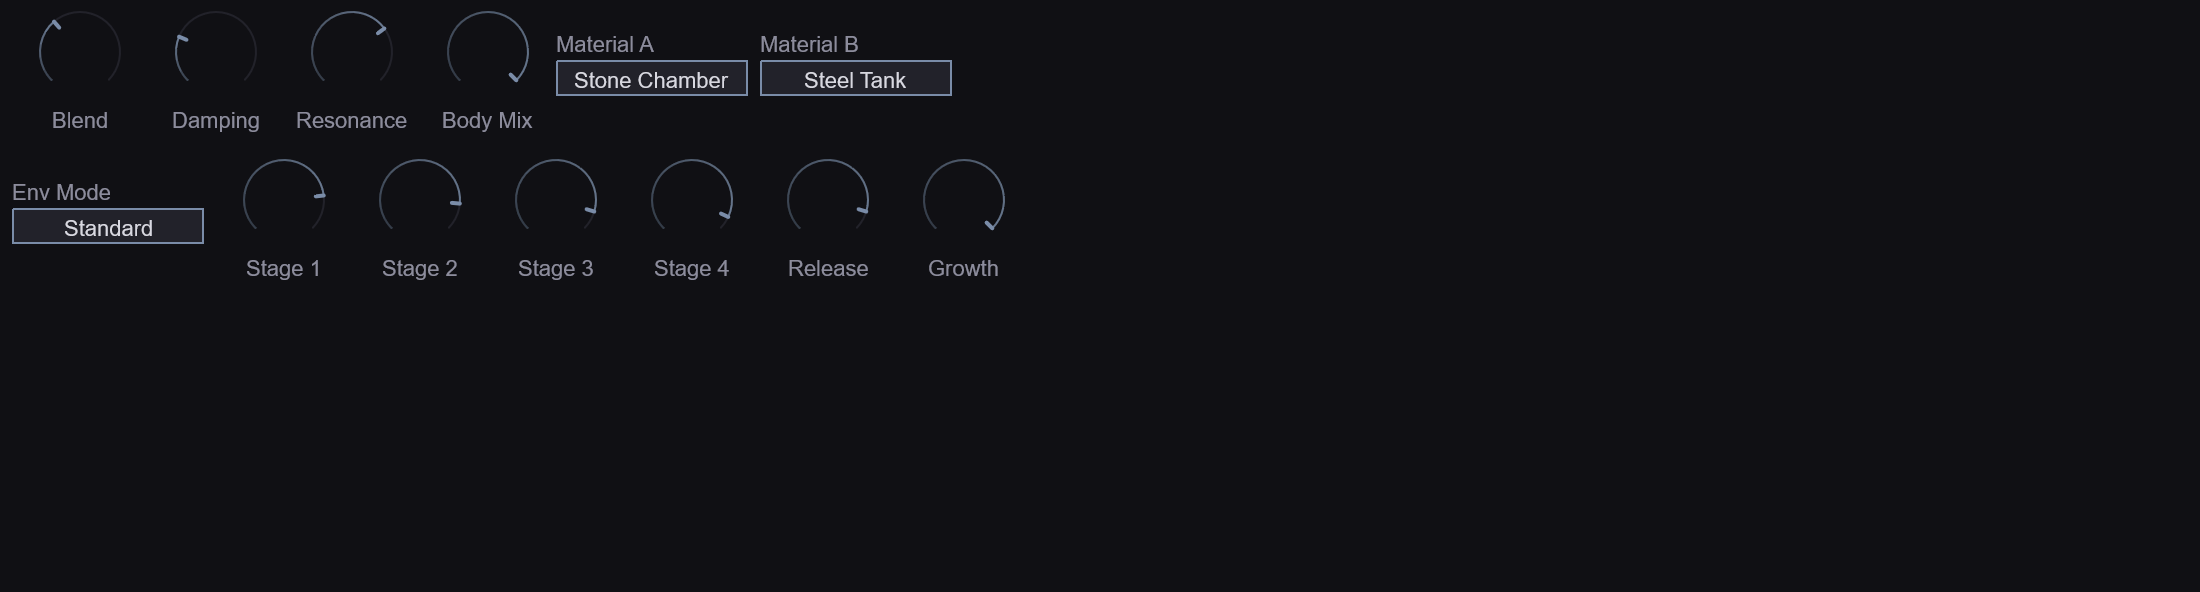 Material A
Material B
Stone Chamber
Steel Tank
Blend
Damping
Resonance
Body Mix
Env Mode
Standard
Stage 1
Stage 2
Stage 3
Stage 4
Release
Growth